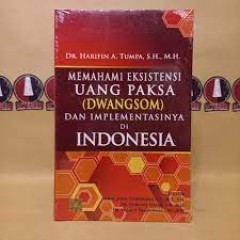 DR. HARIFIN A. TUMPA, S.H., M.H.
MEMAHAMI EKSISTENSI
UANG PAKSA
(DWANGSOM)
DAN IMPLEMENTASINYA
DI
INDONESIA